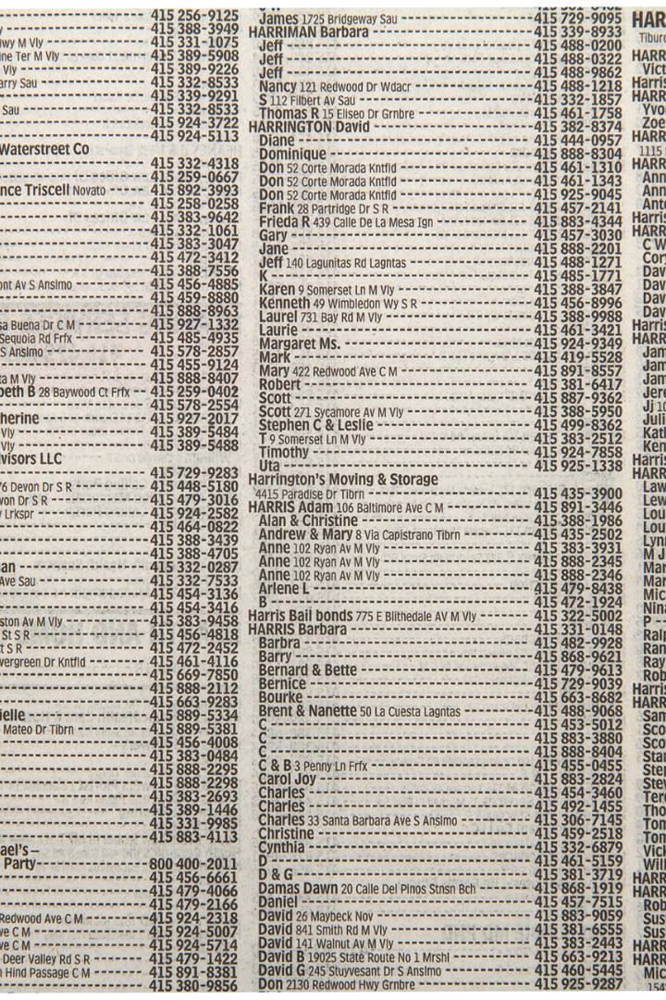 415 256-9125
415 388-3949
Hwy M Vly 415 331-1075
ine Ter M Vly 415 389-5908
Vly 415 389-9226
arry Sau 415 332-8533
415 339-9291
Sau 415 332-8533
415 924-3722
415 924-5113
Waterstreet Co
415 332-4318
415 259-0667
nce Triscell Novato 415 892-3993
415 258-0258
415 383-9642
415 332-1061
415 383-3047
415 472-3412
415 388-7556
ont Av S Anslmo 415 456-4885
415 459-8880
415 888-8963
sa Buena Dr C M 415 927-1332
Sequoia Rd Frfx 415 485-4935
S Anslmo 415 578-2857
415 455-9124
ta M Vly 415 888-8407
beth B 28 Baywood Ct Frfx 415 259-0402
415 578-2554
therine 415 927-2017
Vly 415 389-5484
Vly 415 389-5488
lvisors LLC
415 729-9283
76 Devon Dr S R 415 448-5180
von Dr S R 415 479-3016
y Lrkspr 415 924-2582
415 464-0822
415 388-3439
415 388-4705
an 415 332-0287
Ave Sau 415 332-7533
415 454-3136
415 454-3416
ston Av M Vly 415 383-9458
St S R 415 456-4818
t S R 415 472-2452
vergreen Dr Kntfld 415 461-4116
415 669-7850
415 888-2112
415 663-9283
ielle 415 889-5334
Mateo Dr Tibrn 415 889-5381
415 456-4008
415 383-0484
415 888-2295
415 888-2298
415 383-2693
415 389-1446
415 331-9985
415 883-4113
ael's –
Party 800 400-2011
415 456-6661
415 479-4066
415 479-2166
Redwood Ave C M 415 924-2318
ve C M 415 924-5007
ve C M 415 924-5714
Deer Valley Rd S R 415 479-1422
n Hind Passage C M 415 891-8381
415 380-9856
James 1725 Bridgeway Sau 415 729-9095
HARRIMAN Barbara 415 339-8933
Jeff 415 488-0200
Jeff 415 488-0322
Jeff 415 488-9862
Nancy 121 Redwood Dr Wdacr 415 488-1218
S 112 Filbert Av Sau 415 332-1857
Thomas R 15 Eliseo Dr Grnbre 415 461-1758
HARRINGTON David 415 382-8374
Diane 415 444-0957
Dominique 415 888-8304
Don 52 Corte Morada Kntfld 415 461-1310
Don 52 Corte Morada Kntfld 415 461-1343
Don 52 Corte Morada Kntfld 415 925-9045
Frank 28 Partridge Dr S R 415 457-2141
Frieda R 439 Calle De La Mesa Ign 415 883-4344
Gary 415 457-3030
Jane 415 888-2201
Jeff 140 Lagunitas Rd Lagntas 415 488-1271
K 415 485-1771
Karen 9 Somerset Ln M Vly 415 388-3847
Kenneth 49 Wimbledon Wy S R 415 456-8996
Laurel 731 Bay Rd M Vly 415 388-9988
Laurie 415 461-3421
Margaret Ms. 415 924-9349
Mark 415 419-5528
Mary 422 Redwood Ave C M 415 891-8557
Robert 415 381-6417
Scott 415 887-9362
Scott 271 Sycamore Av M Vly 415 388-5950
Stephen C & Leslie 415 499-8362
T 9 Somerset Ln M Vly 415 383-2512
Timothy 415 924-7858
Uta 415 925-1338
Harrington's Moving & Storage
4415 Paradise Dr Tibrn 415 435-3900
HARRIS Adam 106 Baltimore Ave C M 415 891-3446
Alan & Christine 415 388-1986
Andrew & Mary 8 Via Capistrano Tibrn 415 435-2502
Anne 102 Ryan Av M Vly 415 383-3931
Anne 102 Ryan Av M Vly 415 888-2345
Anne 102 Ryan Av M Vly 415 888-2346
Arlene L 415 479-8438
B 415 472-1924
Harris Bail bonds 775 E Blithedale AV M Vly 415 322-5002
HARRIS Barbara 415 331-0148
Barbra 415 482-9928
Barry 415 868-9621
Bernard & Bette 415 479-9613
Bernice 415 729-9039
Bourke 415 663-8682
Brent & Nanette 50 La Cuesta Lagntas 415 488-9068
C 415 453-5012
C 415 883-3880
C 415 888-8404
C & B 3 Penny Ln Frfx 415 455-0455
Carol Joy 415 883-2824
Charles 415 454-3460
Charles 415 492-1455
Charles 33 Santa Barbara Ave S Anslmo 415 306-7145
Christine 415 459-2518
Cynthia 415 332-6879
D 415 461-5159
D & G 415 381-3719
Damas Dawn 20 Calle Del Pinos Stnsn Bch 415 868-1919
Daniel 415 457-7515
David 26 Maybeck Nov 415 883-9059
David 841 Smith Rd M Vly 415 381-6555
David 141 Walnut Av M Vly 415 383-2443
David B 19025 State Route No 1 Mrshl 415 663-9213
David G 245 Stuyvesant Dr S Anslmo 415 460-5445
Don 2130 Redwood Hwy Grnbre 415 925-9287
HAR
Tiburo
HARR
Vict
Harris
HARR
Yvo
Zoe
HARR
1115 S
HARR
Ann
Ann
Anto
Harris
HARR
C W
Cory
Dav
Dav
Dav
Dav
Harris
HARR
Jam
Jam
Jam
Jere
Jj 10
Juli
Kath
Ken
Harris
HARR
Law
Lew
Lou
Lou
Lynn
M J
Mar
Mar
Mic
Nina
P
Ralp
Ran
Ray
Rob
Harris
HARR
San
Sco
Sco
Star
Ster
Stev
Tere
Tho
Tom
Tom
Vick
Will
HARR
HARR
Rob
Sus
Sus
HARR
HARR
Mic
154